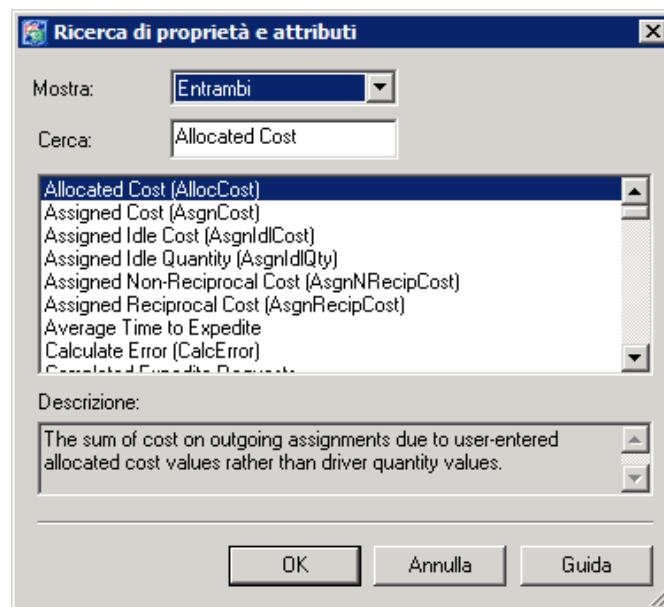 Ricerca di proprietà e attributi
Mostra: Entrambi
Cerca: Allocated Cost
Allocated Cost (AllocCost)
Assigned Cost (AsgnCost)
Assigned Idle Cost (AsgnIdlCost)
Assigned Idle Quantity (AsgnIdlQty)
Assigned Non-Reciprocal Cost (AsgnNRecipCost)
Assigned Reciprocal Cost (AsgnRecipCost)
Average Time to Expedite
Calculate Error (CalcError)
Completed Expedite Requests
Descrizione:
The sum of cost on outgoing assignments due to user-entered
allocated cost values rather than driver quantity values.
OK Annulla Guida